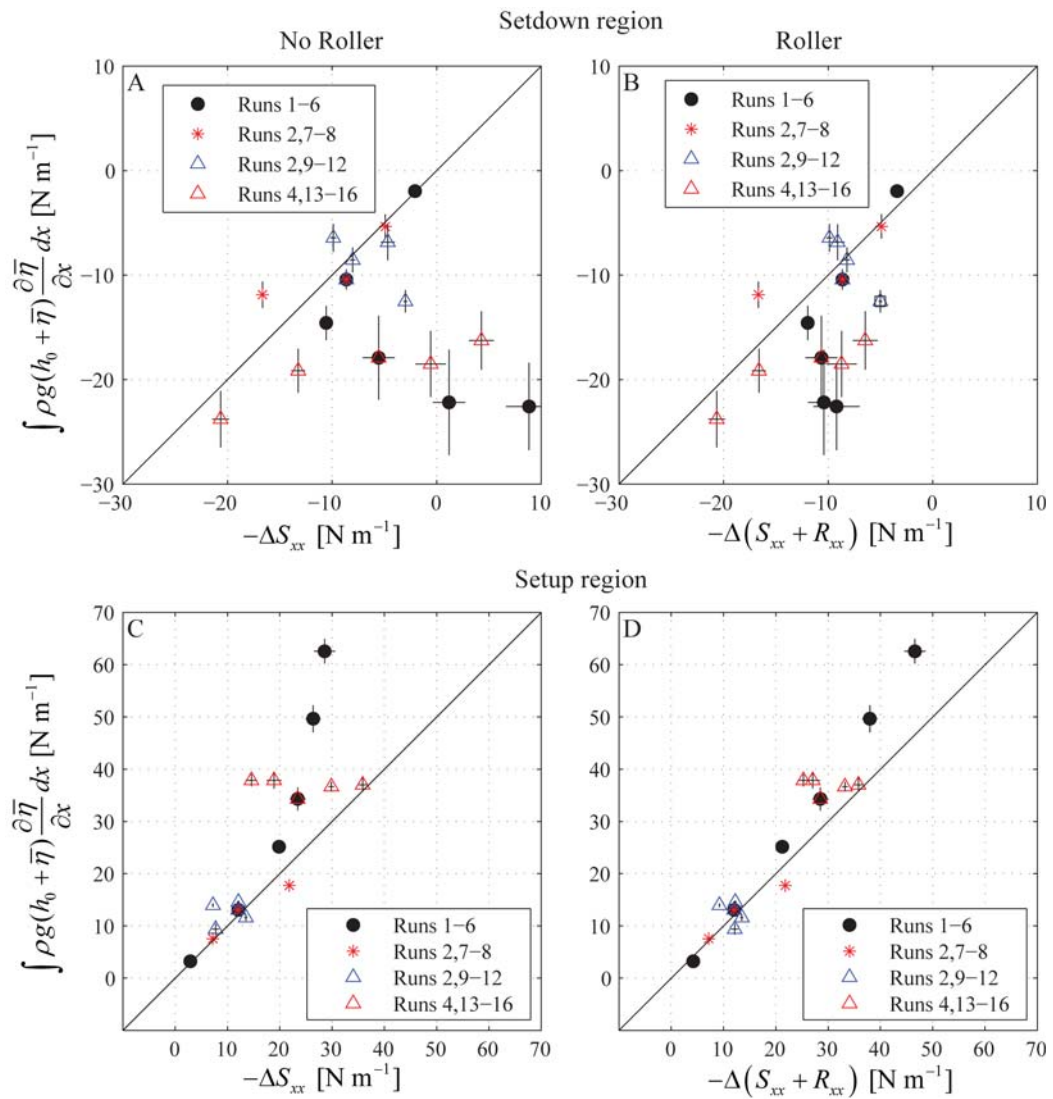 Setdown region
No Roller
Roller
A
Runs 1−6
Runs 2,7−8
Runs 2,9−12
Runs 4,13−16
10
0
−10
−20
−30
−30 −20 −10 0 10
∫ρg(h₀ + η̅) ∂η̅/∂x dx [N m⁻¹]
−ΔSₓₓ [N m⁻¹]
B
Runs 1−6
Runs 2,7−8
Runs 2,9−12
Runs 4,13−16
10
0
−10
−20
−30
−30 −20 −10 0 10
−Δ(Sₓₓ + Rₓₓ) [N m⁻¹]
Setup region
C
70
60
50
40
30
20
10
0
∫ρg(h₀ + η̅) ∂η̅/∂x dx [N m⁻¹]
Runs 1−6
Runs 2,7−8
Runs 2,9−12
Runs 4,13−16
0 10 20 30 40 50 60 70
−ΔSₓₓ [N m⁻¹]
D
70
60
50
40
30
20
10
0
Runs 1−6
Runs 2,7−8
Runs 2,9−12
Runs 4,13−16
0 10 20 30 40 50 60 70
−Δ(Sₓₓ + Rₓₓ) [N m⁻¹]